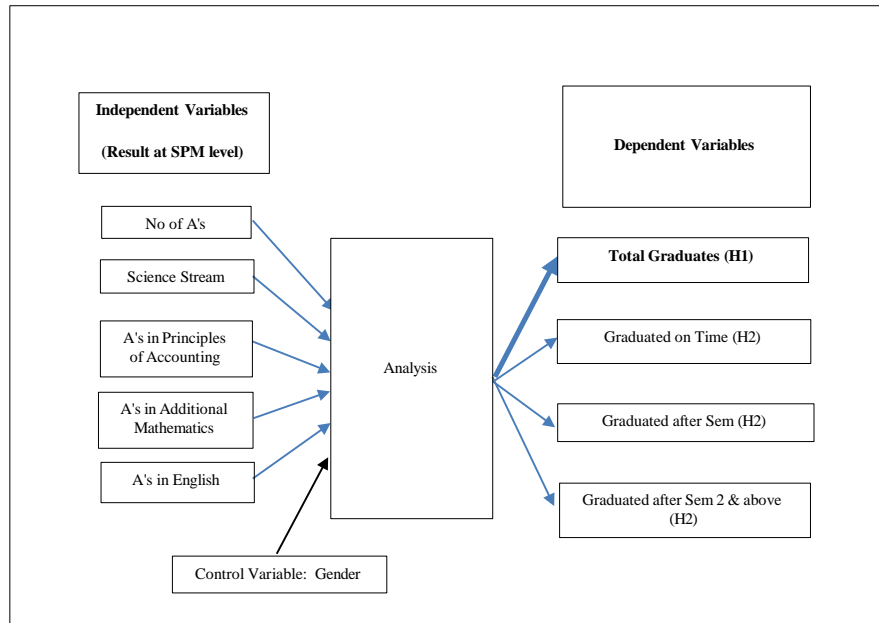 Independent Variables
(Result at SPM level)
Dependent Variables
No of A's
Science Stream
A's in Principles
of Accounting
A's in Additional
Mathematics
A's in English
Control Variable:  Gender
Analysis
Total Graduates (H1)
Graduated on Time (H2)
Graduated after Sem (H2)
Graduated after Sem 2 & above
(H2)